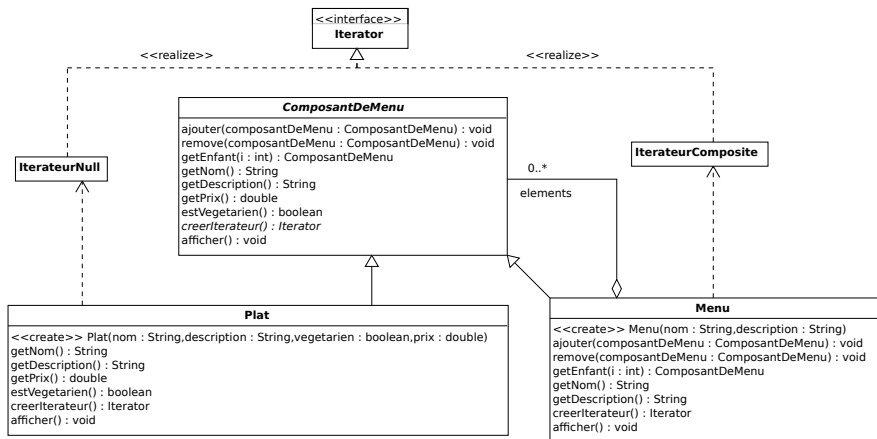 <<interface>>
Iterator
<<realize>>
<<realize>>
ComposantDeMenu
ajouter(composantDeMenu : ComposantDeMenu) : void
remove(composantDeMenu : ComposantDeMenu) : void
getEnfant(i : int) : ComposantDeMenu
getNom() : String
getDescription() : String
getPrix() : double
estVegetarien() : boolean
creerIterateur() : Iterator
afficher() : void
IterateurNull
IterateurComposite
0..*
elements
Plat
<<create>> Plat(nom : String,description : String,vegetarien : boolean,prix : double)
getNom() : String
getDescription() : String
getPrix() : double
estVegetarien() : boolean
creerIterateur() : Iterator
afficher() : void
Menu
<<create>> Menu(nom : String,description : String)
ajouter(composantDeMenu : ComposantDeMenu) : void
remove(composantDeMenu : ComposantDeMenu) : void
getEnfant(i : int) : ComposantDeMenu
getNom() : String
getDescription() : String
creerIterateur() : Iterator
afficher() : void